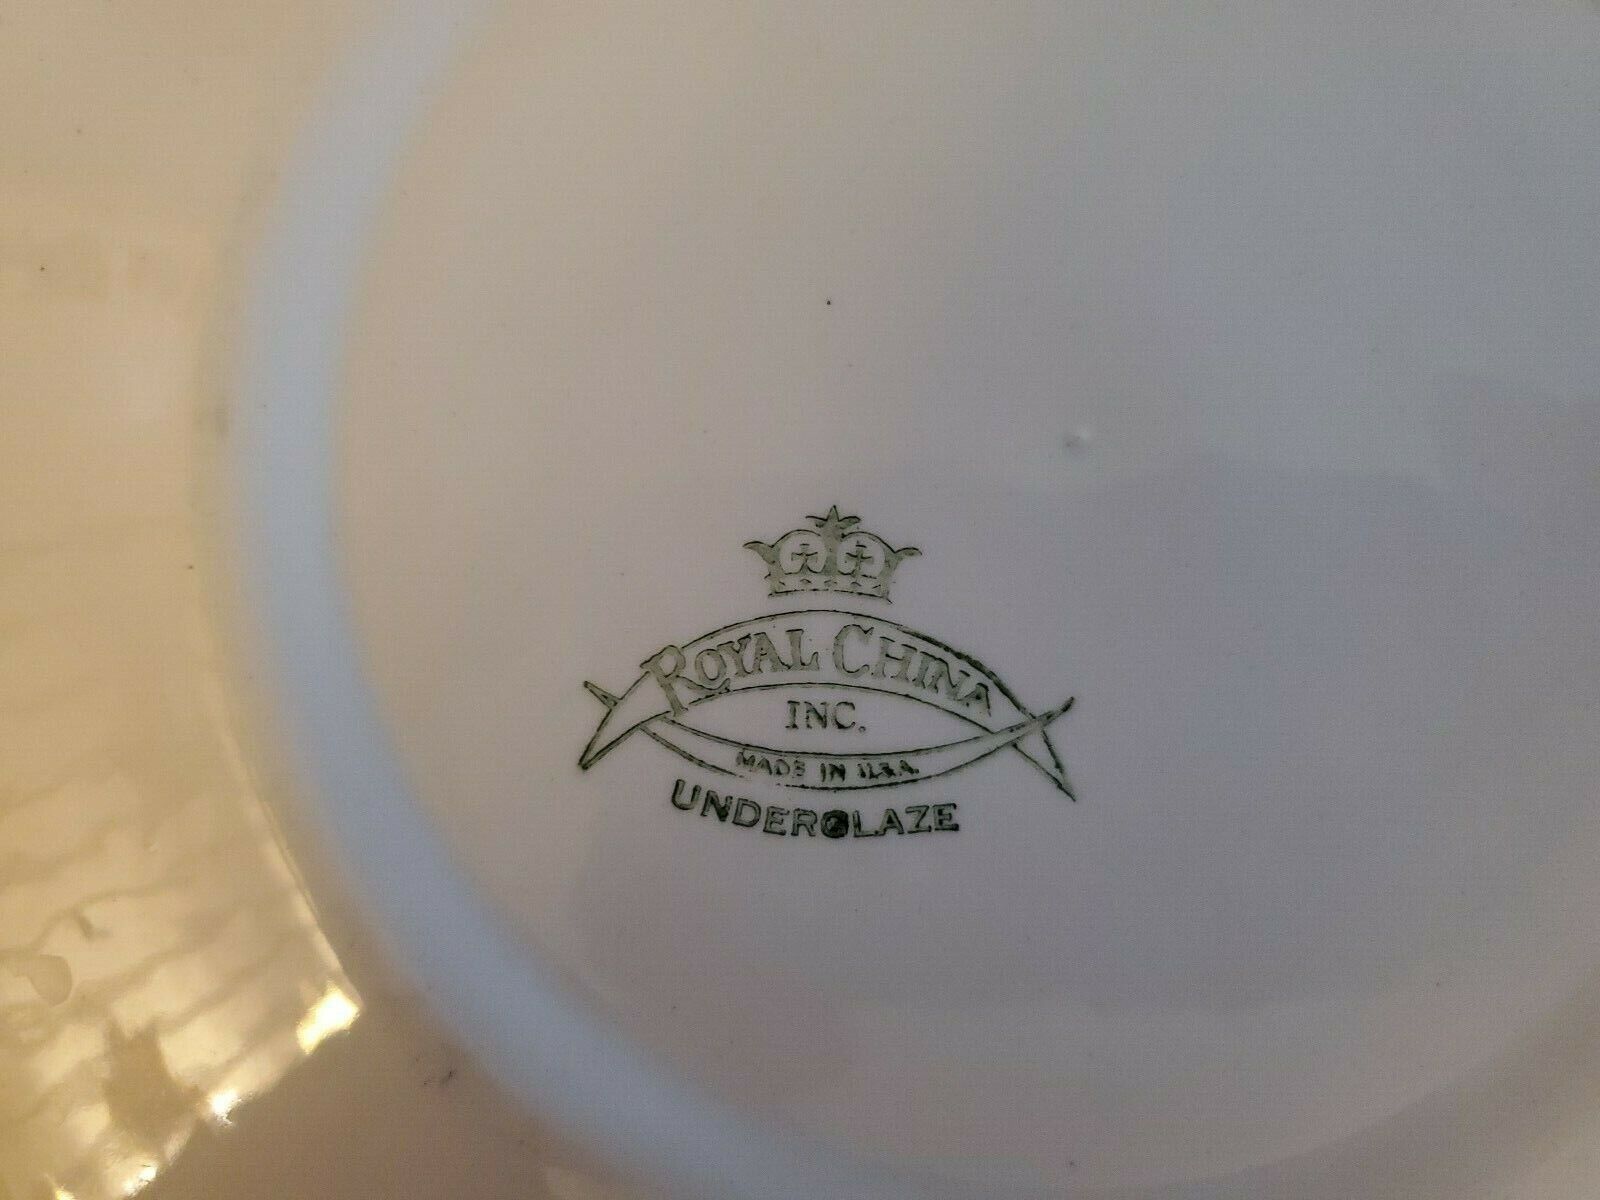 ROYAL CHINA
INC.
MADE IN U.S.A.
UNDERGLAZE